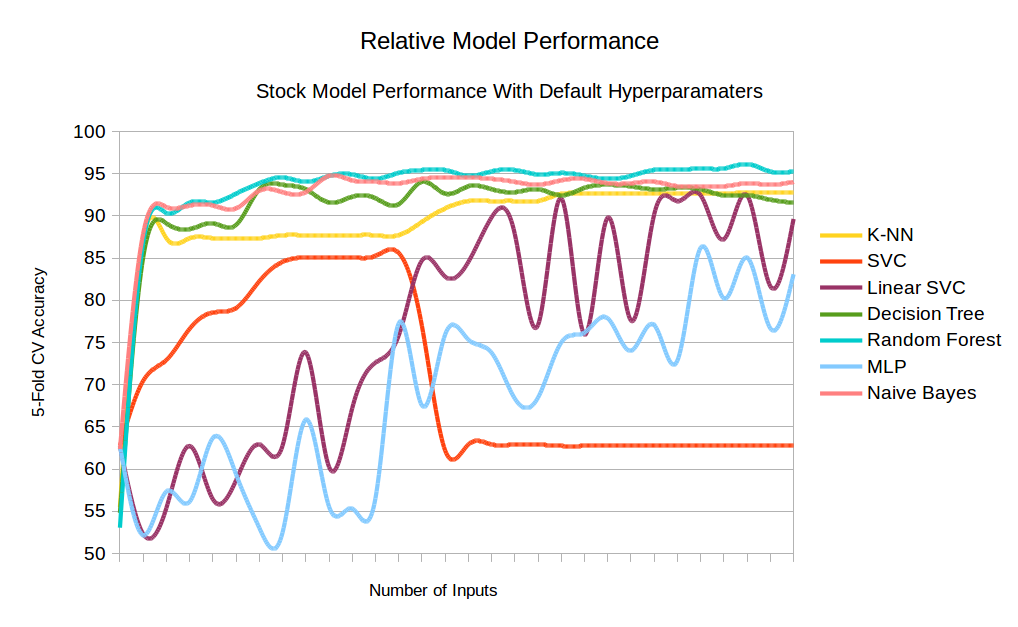 Relative Model Performance
Stock Model Performance With Default Hyperparamaters
100
95
90
85
80
75
70
65
60
55
50
5-Fold CV Accuracy
Number of Inputs
K-NN
SVC
Linear SVC
Decision Tree
Random Forest
MLP
Naive Bayes